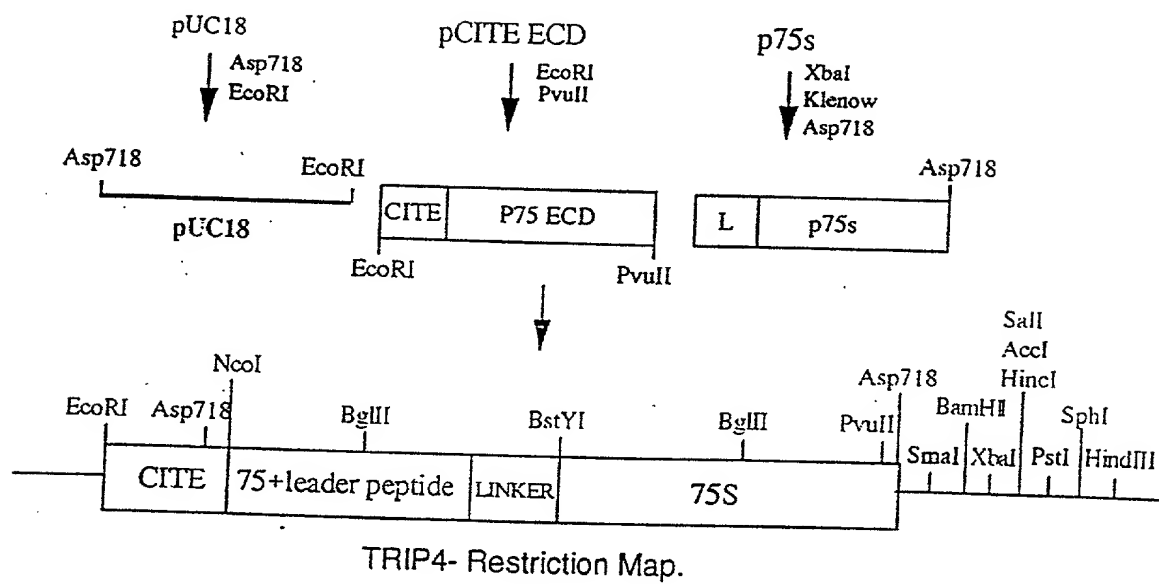 pUC18
Asp718
EcoRI
pCITE ECD
EcoRI
PvuII
p75s
XbaI
Klenow
Asp718
Asp718
EcoRI
pUC18
CITE
P75 ECD
EcoRI
PvuII
Asp718
L
p75s
EcoRI
Asp718
NcoI
BglII
BstYI
BglII
PvuII
Asp718
SmaI
BamHI
XbaI
SalI
AccI
HincI
PstI
SphI
HindIII
CITE
75+leader peptide
LINKER
75S
TRIP4- Restriction Map.